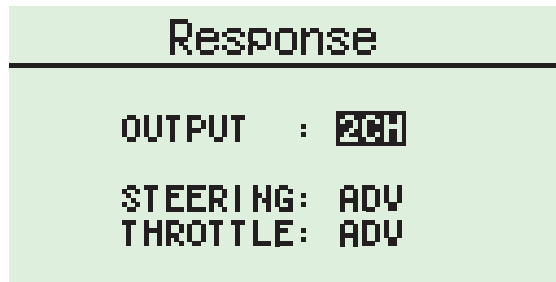 Response
OUTPUT : 2CH
STEERING: ADV
THROTTLE: ADV